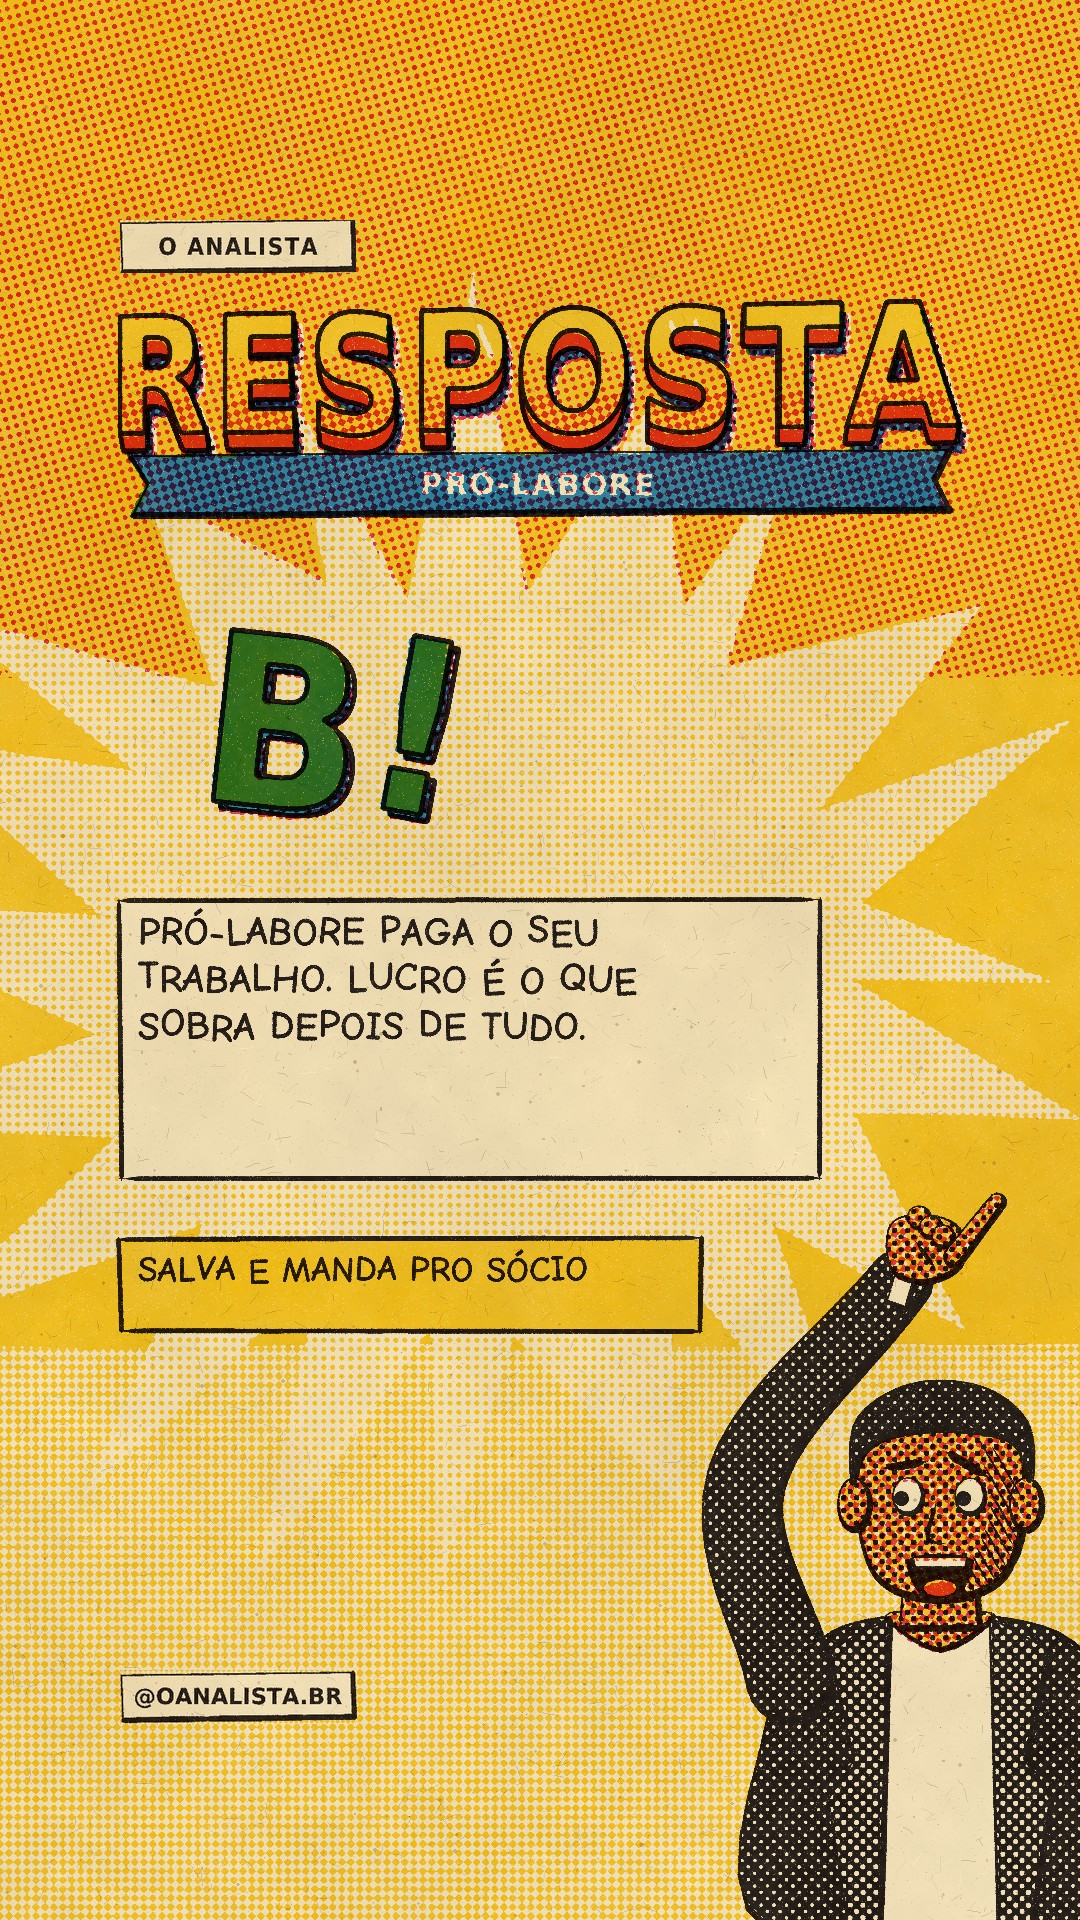 O ANALISTA
RESPOSTA
PRÓ-LABORE
B!
PRÓ-LABORE PAGA O SEU
TRABALHO. LUCRO É O QUE
SOBRA DEPOIS DE TUDO.
SALVA E MANDA PRO SÓCIO
@OANALISTA.BR